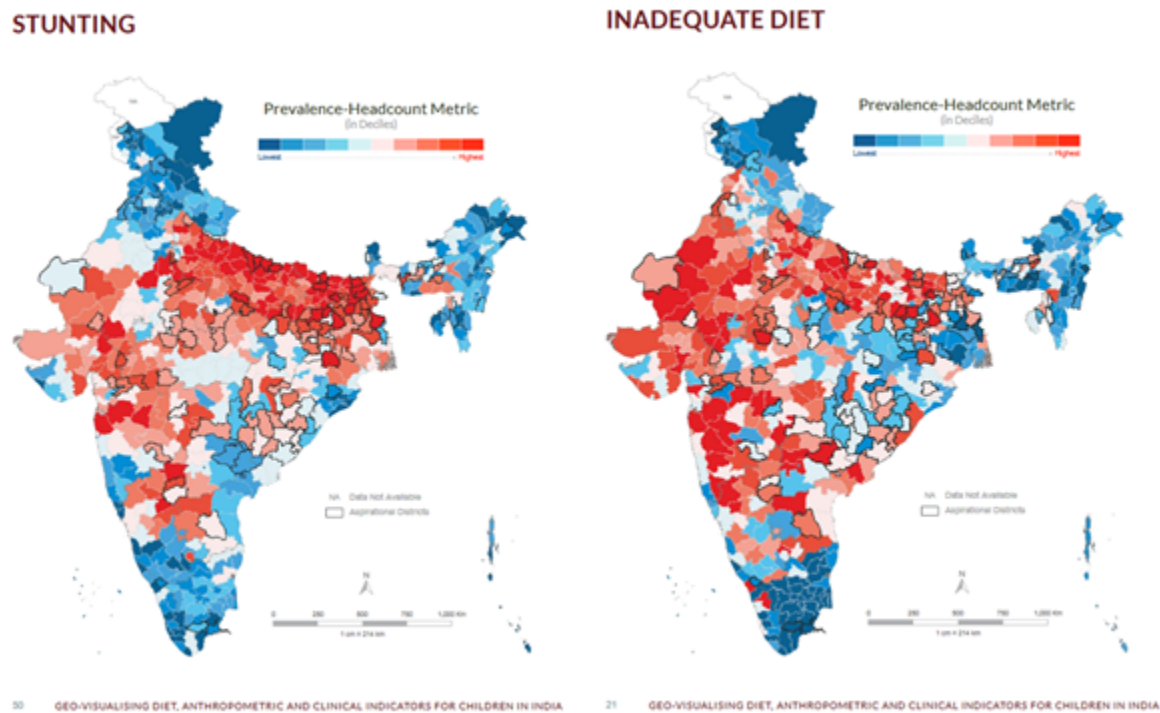 STUNTING
NA
Prevalence-Headcount Metric
(in Deciles)
Lowest
- Highest
NA Data Not Available
Aspirational Districts
N
0 250 500 750 1,000 Km
1 cm = 214 km
50 GEO-VISUALISING DIET, ANTHROPOMETRIC AND CLINICAL INDICATORS FOR CHILDREN IN INDIA
INADEQUATE DIET
NA
Prevalence-Headcount Metric
(in Deciles)
Lowest
- Highest
NA Data Not Available
Aspirational Districts
N
0 250 500 750 1,000 Km
1 cm = 214 km
21 GEO-VISUALISING DIET, ANTHROPOMETRIC AND CLINICAL INDICATORS FOR CHILDREN IN INDIA